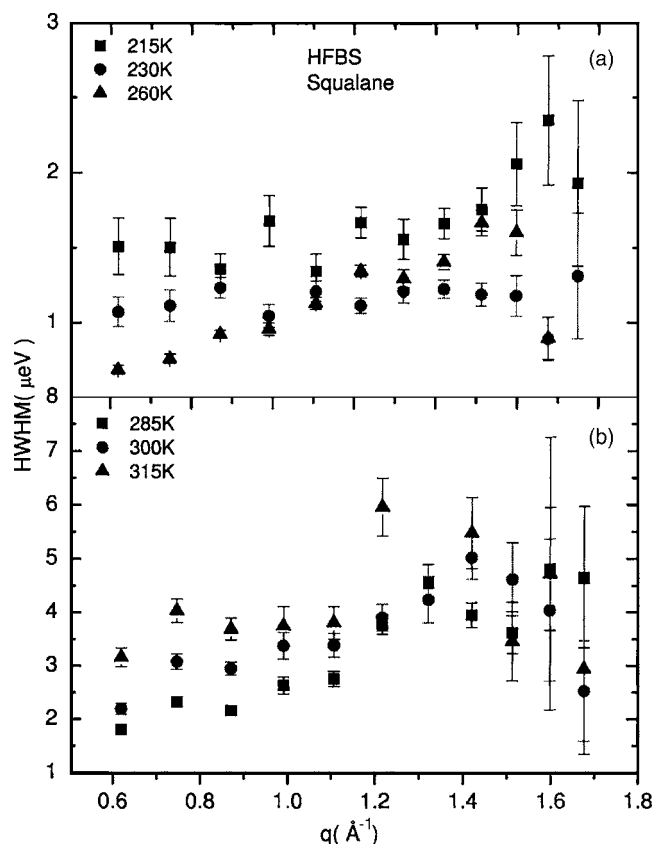 3
215K
230K
260K
HFBS
Squalane
(a)
2
1
8
HWHM( μeV)
285K
300K
315K
(b)
7
6
5
4
3
2
1
0.6 0.8 1.0 1.2 1.4 1.6 1.8
q( Å⁻¹)